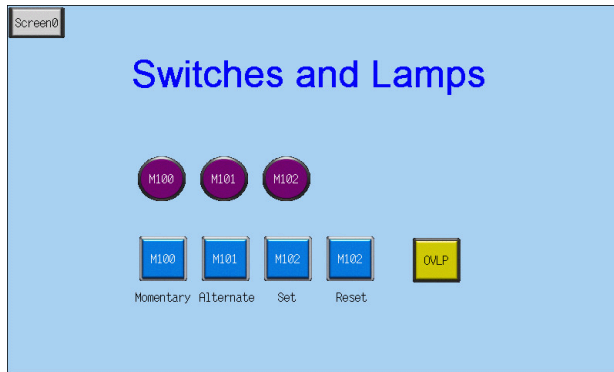 Screen0
Switches and Lamps
M100 M101 M102
M100 M101 M102 M102 OVLP
Momentary Alternate Set Reset